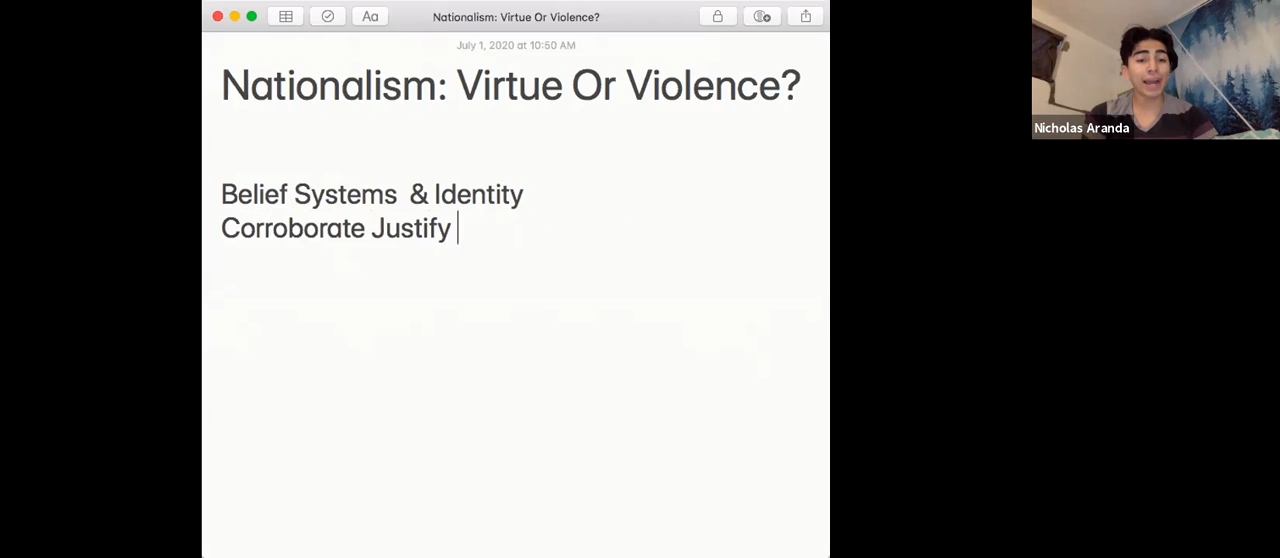 Aa
Nationalism: Virtue Or Violence?
July 1, 2020 at 10:50 AM
Nationalism: Virtue Or Violence?
Belief Systems & Identity
Corroborate Justify
Nicholas Aranda